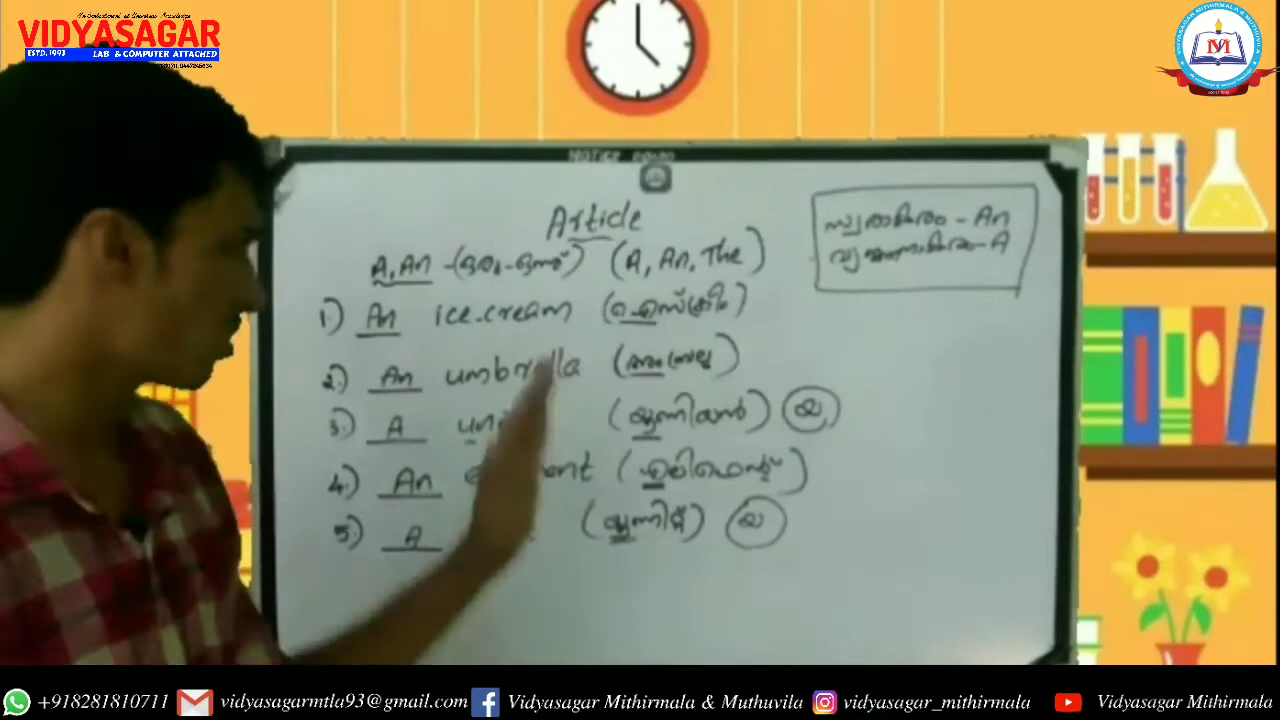 VIDYASAGAR
ESTD. 1993 LAB & COMPUTER ATTACHED
NOTICE BOARD
Article
A, An - (ഒരു - ഒന്ന്) (A, An, The)
സ്വരാക്ഷരം - An
വ്യഞ്ജനാക്ഷരം - A
1) An ice-cream (ഐസ്ക്രീം)
2) An umbrella (അംബ്രല്ല)
3) A (യൂണിയൻ) യ
4) An (എലിഫെന്റ്)
5) A (യൂണിറ്റ്) യ
+918281810711 vidyasagarmtla93@gmail.com Vidyasagar Mithirmala & Muthuvila vidyasagar_mithirmala Vidyasagar Mithirmala